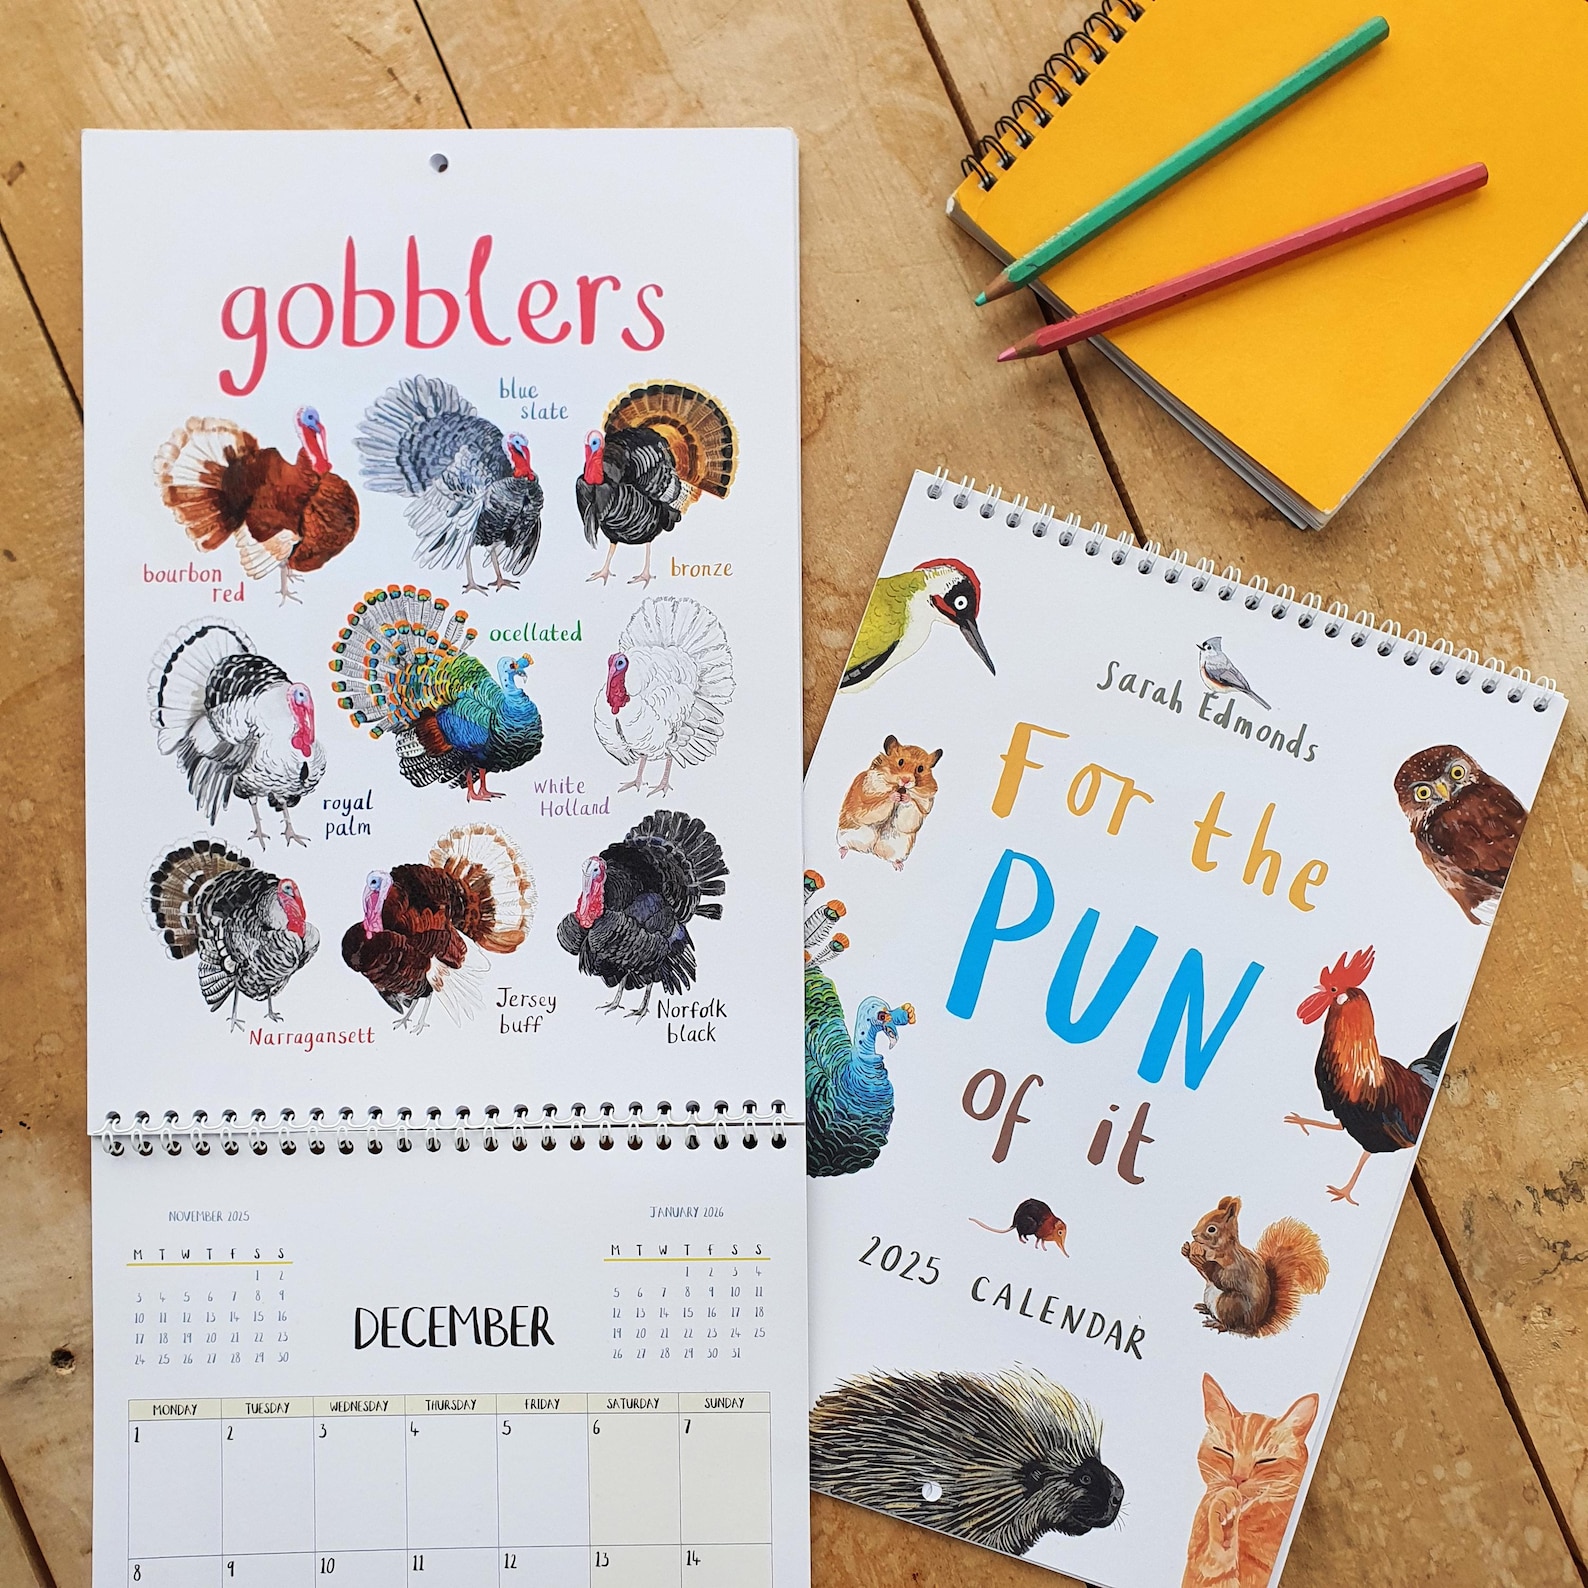 gobblers
blue
slate
bourbon
red
bronze
ocellated
royal
palm
White
Holland
Narragansett
Jersey
buff
Norfolk
black
NOVEMBER 2025
M T W T F S S
1 2
3 4 5 6 7 8 9
10 11 12 13 14 15 16
17 18 19 20 21 22 23
24 25 26 27 28 29 30
DECEMBER
JANUARY 2026
M T W T F S S
1 2 3 4
5 6 7 8 9 10 11
12 13 14 15 16 17 18
19 20 21 22 23 24 25
26 27 28 29 30 31
MONDAY TUESDAY WEDNESDAY THURSDAY FRIDAY SATURDAY SUNDAY
1 2 3 4 5 6 7
8 9 10 11 12 13 14
Sarah Edmonds
For the
PUN
of it
2025 CALENDAR